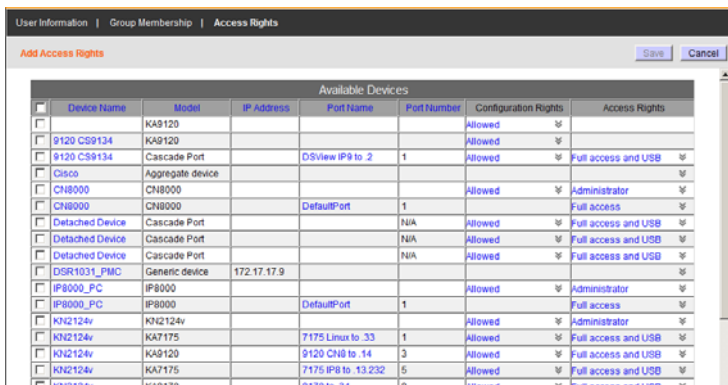 User Information | Group Membership | Access Rights
Add Access Rights Save Cancel
Available Devices
Device Name Model IP Address Port Name Port Number Configuration Rights Access Rights
KA9120 Allowed
9120 CS9134 KA9120 Allowed
9120 CS9134 Cascade Port DSView IP9 to .2 1 Allowed Full access and USB
Cisco Aggregate device
CN8000 CN8000 Allowed Administrator
CN8000 CN8000 DefaultPort 1 Full access
Detached Device Cascade Port N/A Allowed Full access and USB
Detached Device Cascade Port N/A Allowed Full access and USB
Detached Device Cascade Port N/A Allowed Full access and USB
DSR1031_PMC Generic device 172.17.17.9
IP8000_PC IP8000 Allowed Administrator
IP8000_PC IP8000 DefaultPort 1 Full access
KN2124v KN2124v Allowed Administrator
KN2124v KA7175 7175 Linux to .33 1 Allowed Full access and USB
KN2124v KA9120 9120 CN8 to .14 3 Allowed Full access and USB
KN2124v KA7175 7175 IP8 to .13.232 5 Allowed Full access and USB